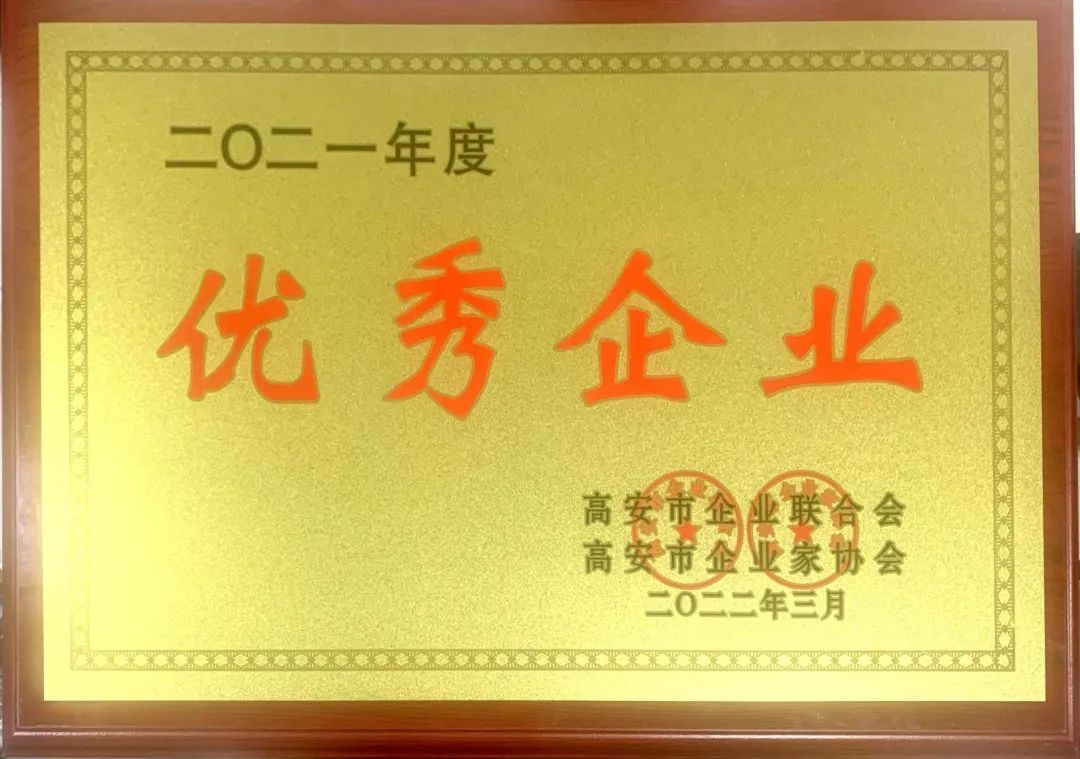 二〇二一年度
优秀企业
高安市企业联合会
高安市企业家协会
二〇二二年三月